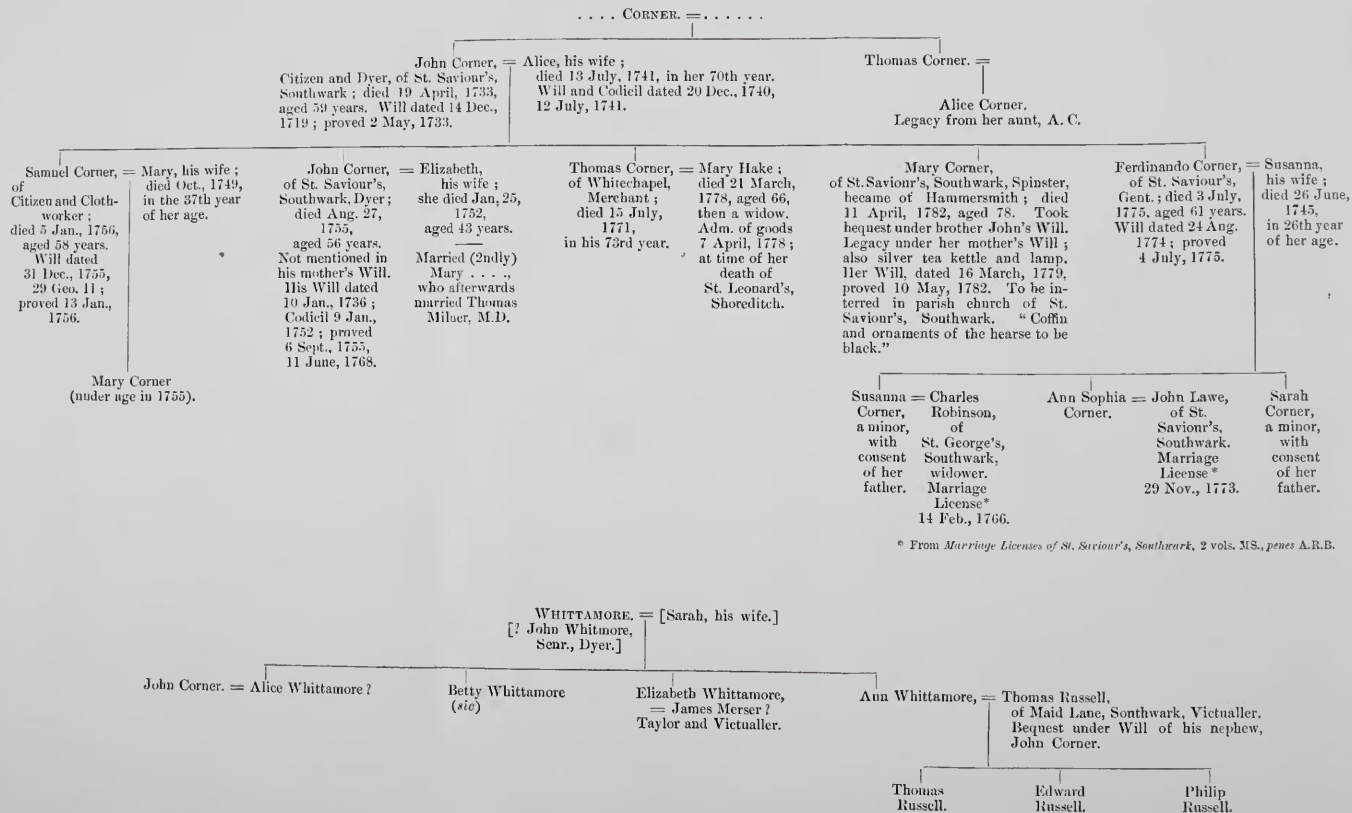 . . . . CORNER. = . . . . . .
John Corner, = Alice, his wife ;
Citizen and Dyer, of St. Saviour's,
Southwark ; died 19 April, 1733,
aged 59 years. Will dated 14 Dec.,
1719 ; proved 2 May, 1733.
died 13 July, 1741, in her 70th year.
Will and Codicil dated 20 Dec., 1740,
12 July, 1741.
Thomas Corner. =
Alice Corner.
Legacy from her aunt, A. C.
Samuel Corner, = Mary, his wife ;
of
Citizen and Cloth-
worker ;
died 5 Jan., 1756,
aged 58 years.
Will dated
31 Dec., 1755,
29 Geo. II ;
proved 13 Jan.,
1756.
died Oct., 1749,
in the 37th year
of her age.
Mary Corner
(under age in 1755).
John Corner, = Elizabeth,
of St. Saviour's,
Southwark, Dyer ;
died Aug. 27,
1755,
aged 56 years.
Not mentioned in
his mother's Will.
His Will dated
10 Jan., 1736 ;
Codicil 9 Jan.,
1752 ; proved
6 Sept., 1755,
11 June, 1768.
his wife ;
she died Jan, 25,
1752,
aged 43 years.
Married (2ndly)
Mary . . . .,
who afterwards
married Thomas
Milner, M.D.
Thomas Corner, = Mary Hake ;
of Whitechapel,
Merchant ;
died 15 July,
1771,
in his 73rd year.
died 21 March,
1778, aged 66,
then a widow.
Adm. of goods
7 April, 1778 ;
at time of her
death of
St. Leonard's,
Shoreditch.
Mary Corner,
of St. Saviour's, Southwark, Spinster,
became of Hammersmith ; died
11 April, 1782, aged 78. Took
bequest under brother John's Will.
Legacy under her mother's Will ;
also silver tea kettle and lamp.
Her Will, dated 16 March, 1779,
proved 10 May, 1782. To be in-
terred in parish church of St.
Saviour's, Southwark. "Coffin
and ornaments of the hearse to be
black."
Ferdinando Corner, = Susanna,
of St. Saviour's,
Gent. ; died 3 July,
1775, aged 61 years.
Will dated 24 Aug.
1774 ; proved
4 July, 1775.
his wife ;
died 26 June,
1745,
in 26th year
of her age.
Susanna = Charles
Corner,
a minor,
with
consent
of her
father.
Robinson,
of
St. George's,
Southwark,
widower.
Marriage
License*
14 Feb., 1766.
Ann Sophia = John Lawe,
Corner.
of St.
Saviour's,
Southwark.
Marriage
License *
29 Nov., 1773.
Sarah
Corner,
a minor,
with
consent
of her
father.
* From Marriage Licenses of St. Saviour's, Southwark, 2 vols. MS., penes A.R.B.
WHITTAMORE. = [Sarah, his wife.]
[? John Whitmore,
Senr., Dyer.]
John Corner. = Alice Whittamore ?
Betty Whittamore
(sic)
Elizabeth Whittamore,
= James Merser ?
Taylor and Victualler.
Ann Whittamore, = Thomas Russell,
of Maid Lane, Southwark, Victualler.
Bequest under Will of his nephew,
John Corner.
Thomas
Russell.
Edward
Russell.
Philip
Russell.